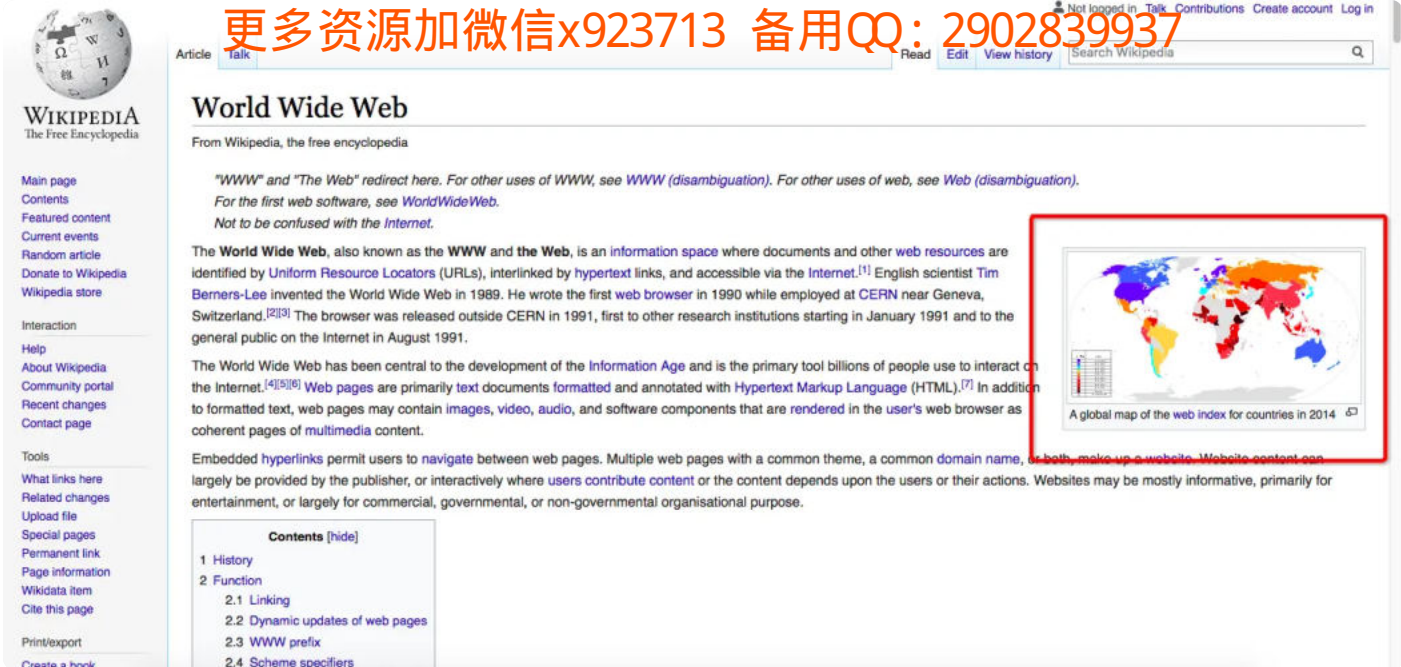 更多资源加微信x923713 备用QQ：2902839937
Not logged in Talk Contributions Create account Log in
Article Talk
Read Edit View history Search Wikipedia
WIKIPEDIA
The Free Encyclopedia
Main page
Contents
Featured content
Current events
Random article
Donate to Wikipedia
Wikipedia store
Interaction
Help
About Wikipedia
Community portal
Recent changes
Contact page
Tools
What links here
Related changes
Upload file
Special pages
Permanent link
Page information
Wikidata item
Cite this page
Print/export
Create a book
World Wide Web
From Wikipedia, the free encyclopedia
"WWW" and "The Web" redirect here. For other uses of WWW, see WWW (disambiguation). For other uses of web, see Web (disambiguation).
For the first web software, see WorldWideWeb.
Not to be confused with the Internet.
The World Wide Web, also known as the WWW and the Web, is an information space where documents and other web resources are
identified by Uniform Resource Locators (URLs), interlinked by hypertext links, and accessible via the Internet.[1] English scientist Tim
Berners-Lee invented the World Wide Web in 1989. He wrote the first web browser in 1990 while employed at CERN near Geneva,
Switzerland.[2][3] The browser was released outside CERN in 1991, first to other research institutions starting in January 1991 and to the
general public on the Internet in August 1991.
The World Wide Web has been central to the development of the Information Age and is the primary tool billions of people use to interact on
the Internet.[4][5][6] Web pages are primarily text documents formatted and annotated with Hypertext Markup Language (HTML).[7] In addition
to formatted text, web pages may contain images, video, audio, and software components that are rendered in the user's web browser as
coherent pages of multimedia content.
A global map of the web index for countries in 2014
Embedded hyperlinks permit users to navigate between web pages. Multiple web pages with a common theme, a common domain name, or both, make up a website. Website content can
largely be provided by the publisher, or interactively where users contribute content or the content depends upon the users or their actions. Websites may be mostly informative, primarily for
entertainment, or largely for commercial, governmental, or non-governmental organisational purpose.
Contents [hide]
1 History
2 Function
2.1 Linking
2.2 Dynamic updates of web pages
2.3 WWW prefix
2.4 Scheme specifiers